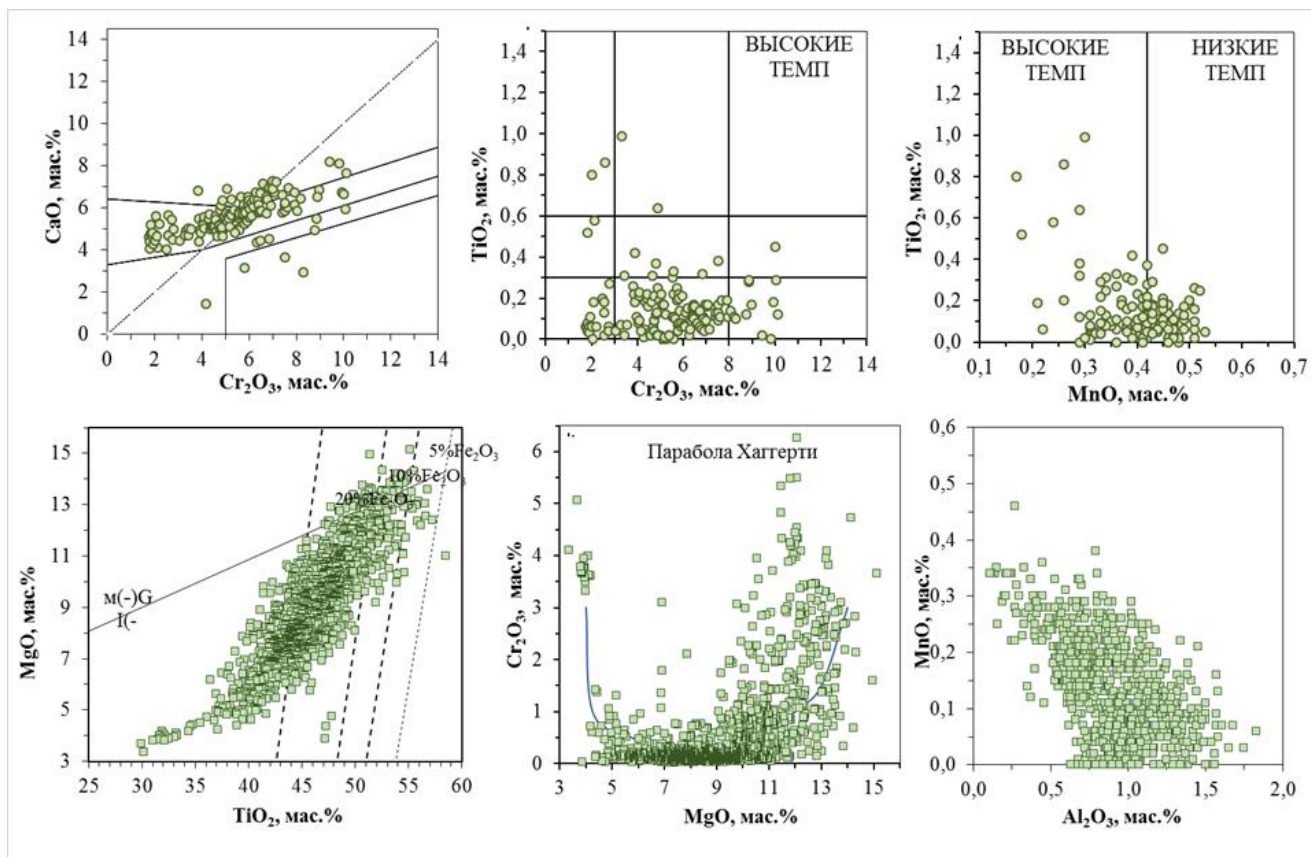 CaO, мас.%
14
12
10
8
6
4
2
0
0 2 4 6 8 10 12 14
Cr₂O₃, мас.%
TiO₂, мас.%
1,4
1,2
1,0
0,8
0,6
0,4
0,2
0,0
ВЫСОКИЕ
ТЕМП
0 2 4 6 8 10 12 14
Cr₂O₃, мас.%
TiO₂, мас.%
1,4
1,2
1,0
0,8
0,6
0,4
0,2
0,0
ВЫСОКИЕ
ТЕМП
НИЗКИЕ
ТЕМП
0,1 0,2 0,3 0,4 0,5 0,6 0,7
MnO, мас.%
MgO, мас.%
15
13
11
9
7
5
3
5%Fe₂O₃
10%Fe₂O₃
м(-)G
I(-
25 30 35 40 45 50 55 60
TiO₂, мас.%
Cr₂O₃, мас.%
6
5
4
3
2
1
0
Парабола Хаггерти
3 5 7 9 11 13 15
MgO, мас.%
MnO, мас.%
0,6
0,5
0,4
0,3
0,2
0,1
0,0
0,0 0,5 1,0 1,5 2,0
Al₂O₃, мас.%